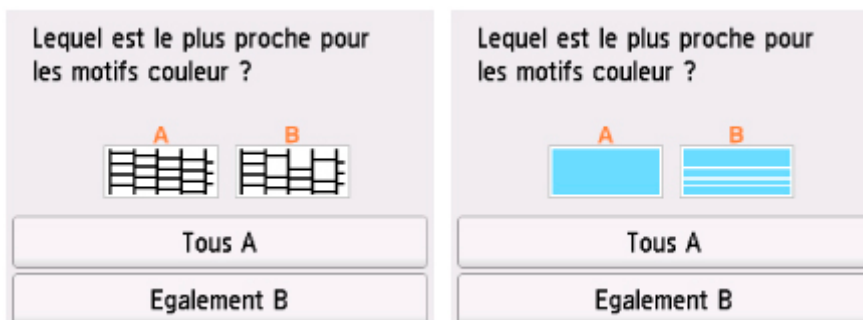 Lequel est le plus proche pour
les motifs couleur ?
A B
Tous A
Egalement B
Lequel est le plus proche pour
les motifs couleur ?
A B
Tous A
Egalement B